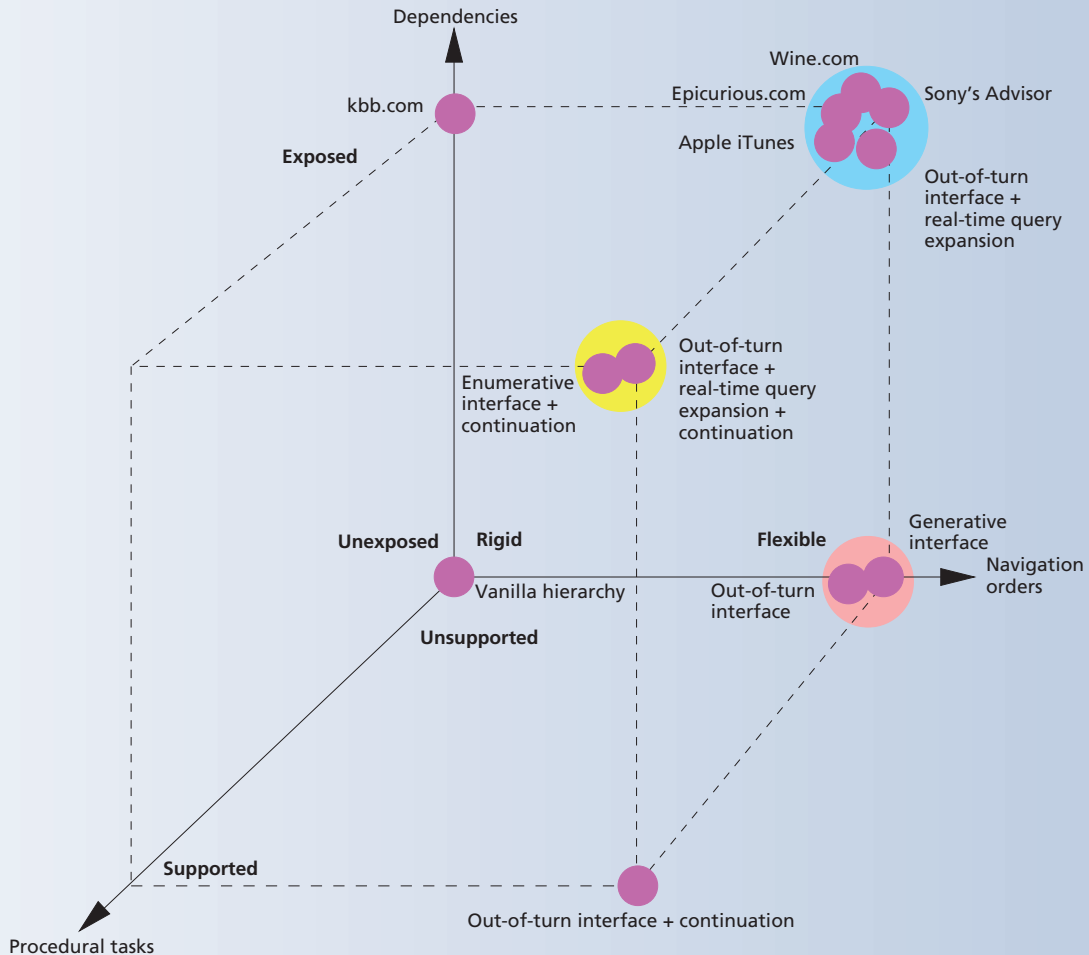 Dependencies
Wine.com
kbb.com
Epicurious.com
Sony's Advisor
Apple iTunes
Exposed
Out-of-turn
interface +
real-time query
expansion
Out-of-turn
interface +
real-time query
expansion +
continuation
Enumerative
interface +
continuation
Unexposed
Rigid
Flexible
Generative
interface
Navigation
orders
Vanilla hierarchy
Out-of-turn
interface
Unsupported
Supported
Out-of-turn interface + continuation
Procedural tasks